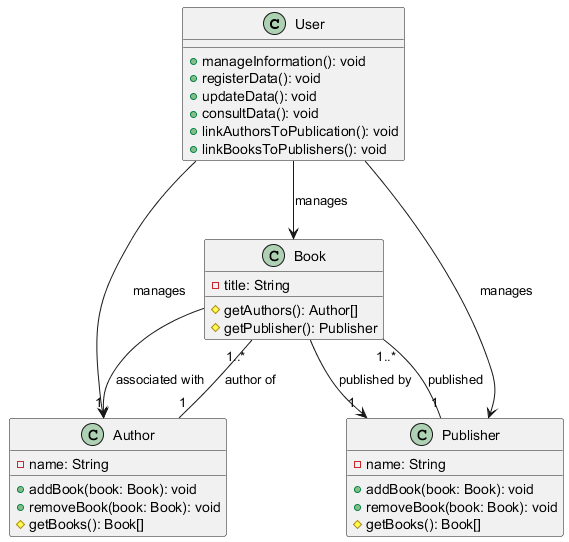 C User
manageInformation(): void
registerData(): void
updateData(): void
consultData(): void
linkAuthorsToPublication(): void
linkBooksToPublishers(): void
manages
C Book
title: String
getAuthors(): Author[]
getPublisher(): Publisher
manages
manages
1..*
1..*
associated with
author of
published by
published
1
1
1
1
C Author
name: String
addBook(book: Book): void
removeBook(book: Book): void
getBooks(): Book[]
C Publisher
name: String
addBook(book: Book): void
removeBook(book: Book): void
getBooks(): Book[]